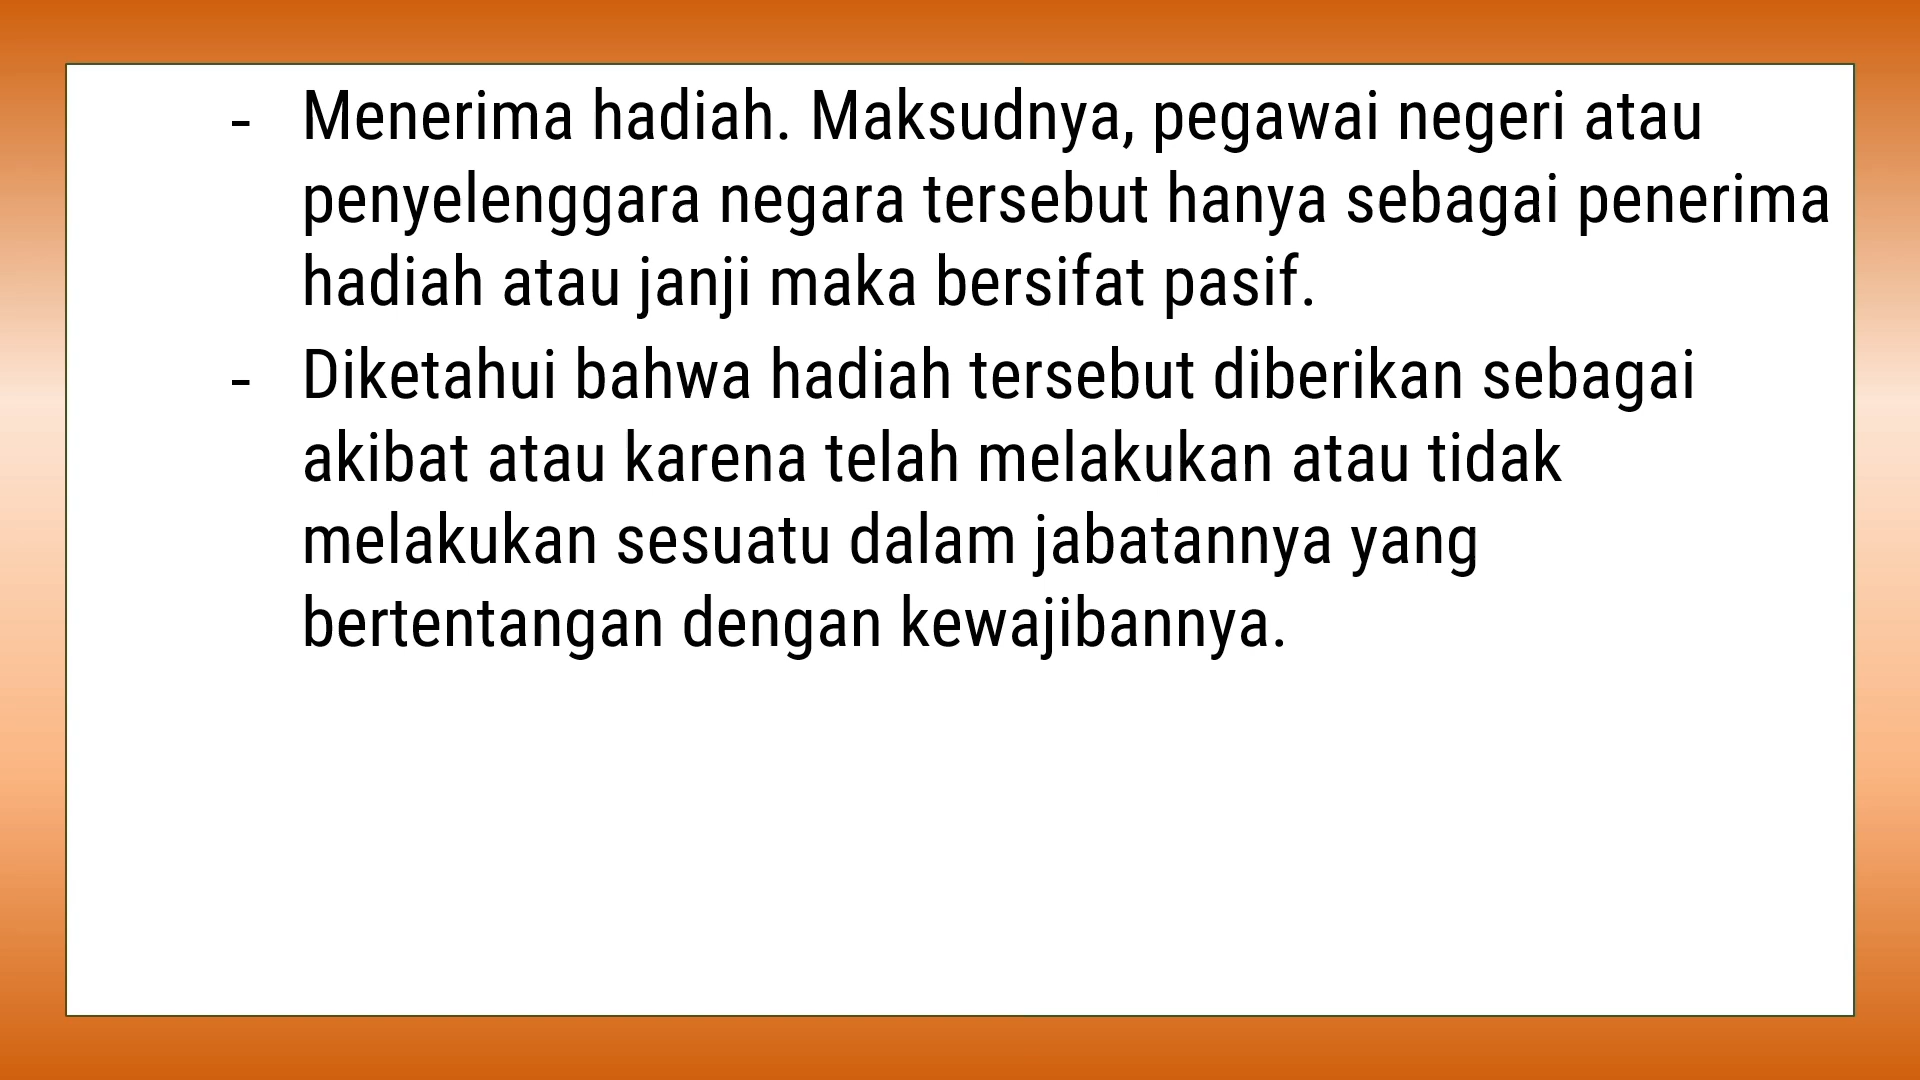 - Menerima hadiah. Maksudnya, pegawai negeri atau
penyelenggara negara tersebut hanya sebagai penerima
hadiah atau janji maka bersifat pasif.
- Diketahui bahwa hadiah tersebut diberikan sebagai
akibat atau karena telah melakukan atau tidak
melakukan sesuatu dalam jabatannya yang
bertentangan dengan kewajibannya.